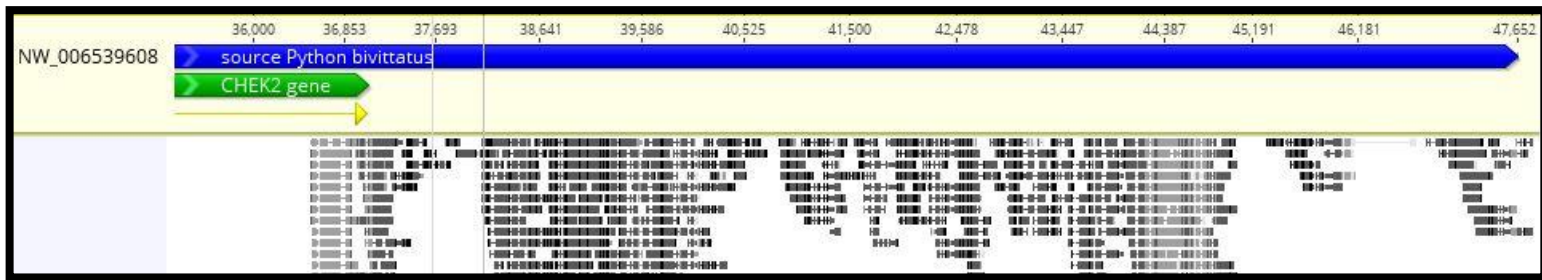 36,000 36,853 37,693 38,641 39,586 40,525 41,500 42,478 43,447 44,387 45,191 46,181 47,652
NW_006539608 source Python bivittatus
CHEK2 gene